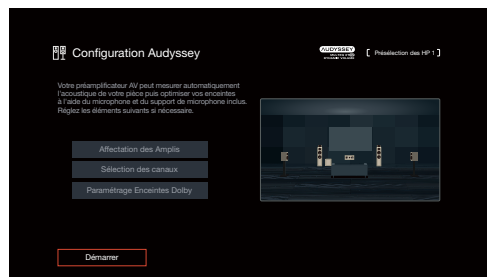 Configuration Audyssey
AUDYSSEY
DYNAMIC VOLUME
[ Présélection des HP 1 ]
Votre préamplificateur AV peut mesurer automatiquement
l'acoustique de votre pièce puis optimiser vos enceintes
à l'aide du microphone et du support de microphone inclus.
Réglez les éléments suivants si nécessaire.
Affectation des Amplis
Sélection des canaux
Paramétrage Enceintes Dolby
Démarrer